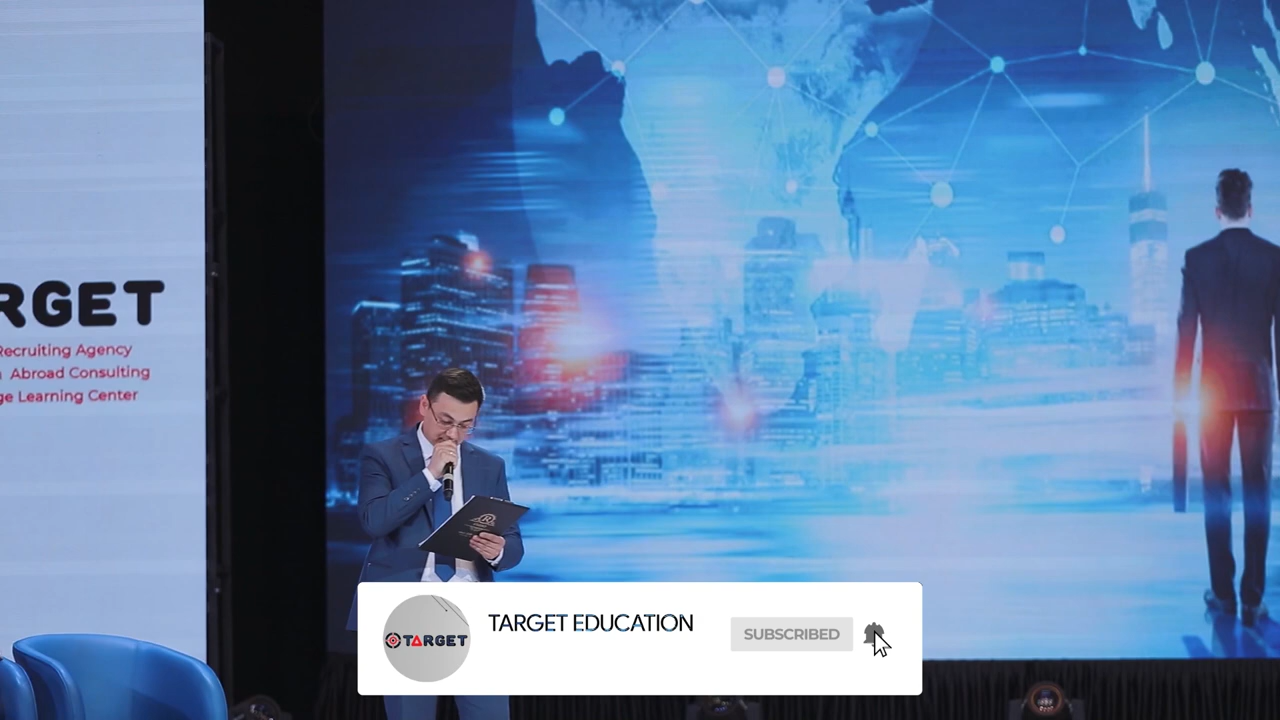 RGET
Recruiting Agency
Abroad Consulting
ge Learning Center
TARGET
TARGET EDUCATION
SUBSCRIBED